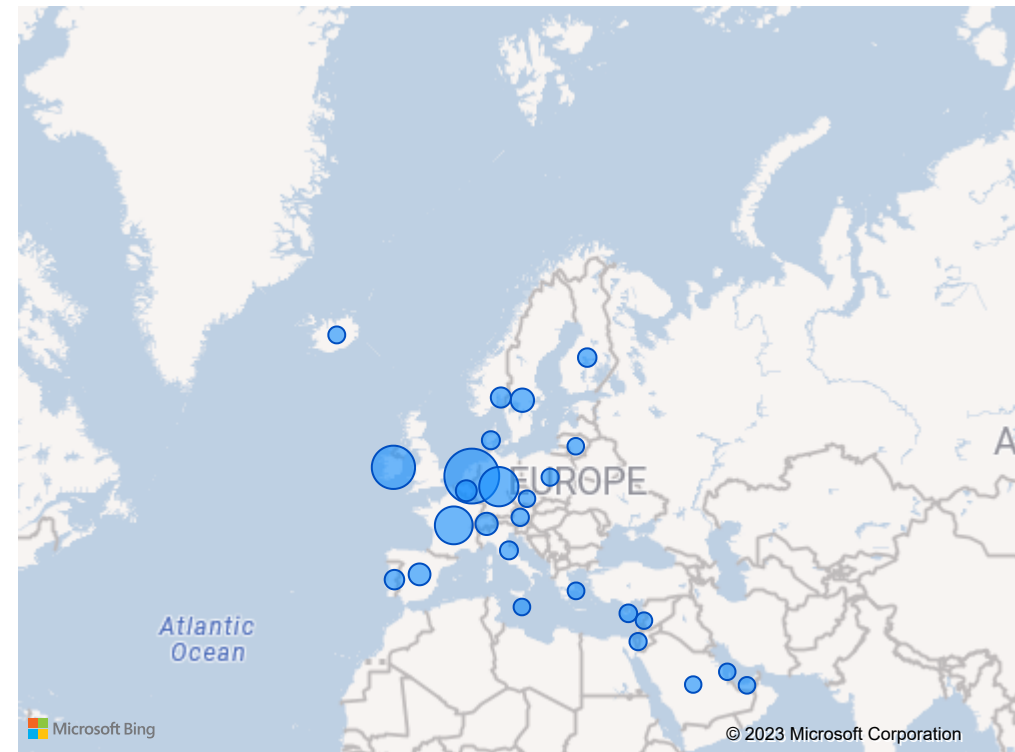 EUROPE
A
Atlantic
Ocean
Microsoft Bing
© 2023 Microsoft Corporation